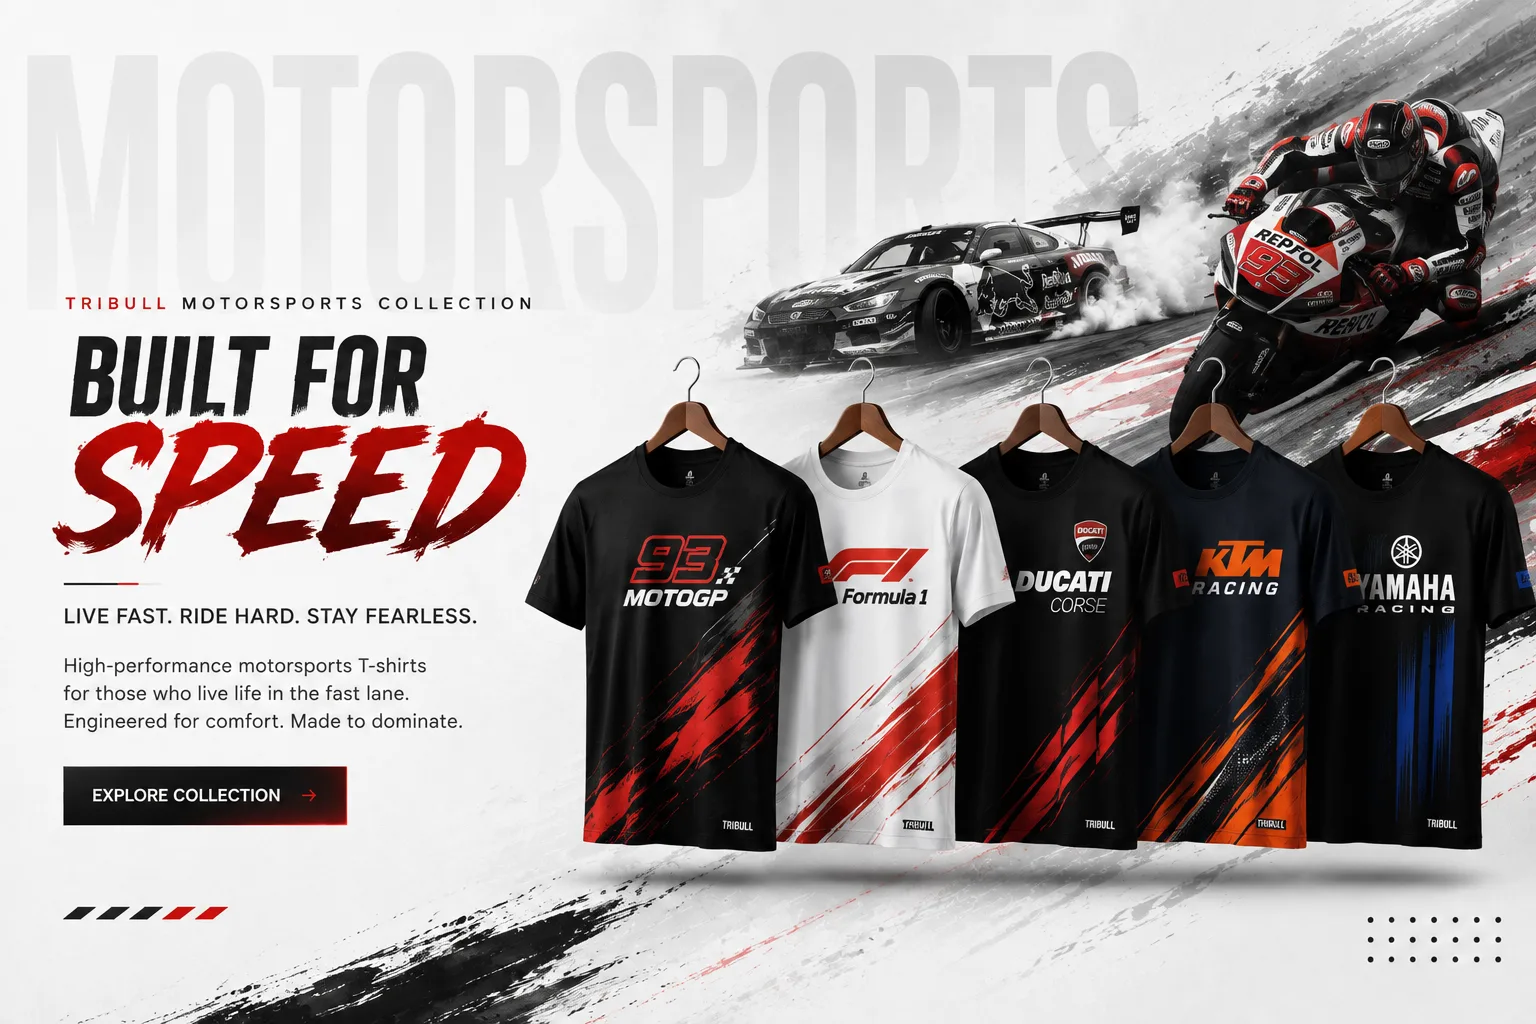 MOTORSPORTS
TRIBULL MOTORSPORTS COLLECTION
BUILT FOR
SPEED
LIVE FAST. RIDE HARD. STAY FEARLESS.
High-performance motorsports T-shirts
for those who live life in the fast lane.
Engineered for comfort. Made to dominate.
EXPLORE COLLECTION
REPFOL
93
93
MOTOGP
TRIBULL
F1
Formula 1
TRIBULL
DUCATI
DUCATI
CORSE
TRIBULL
KTM
RACING
TRIBULL
YAMAHA
RACING
TRIBULL